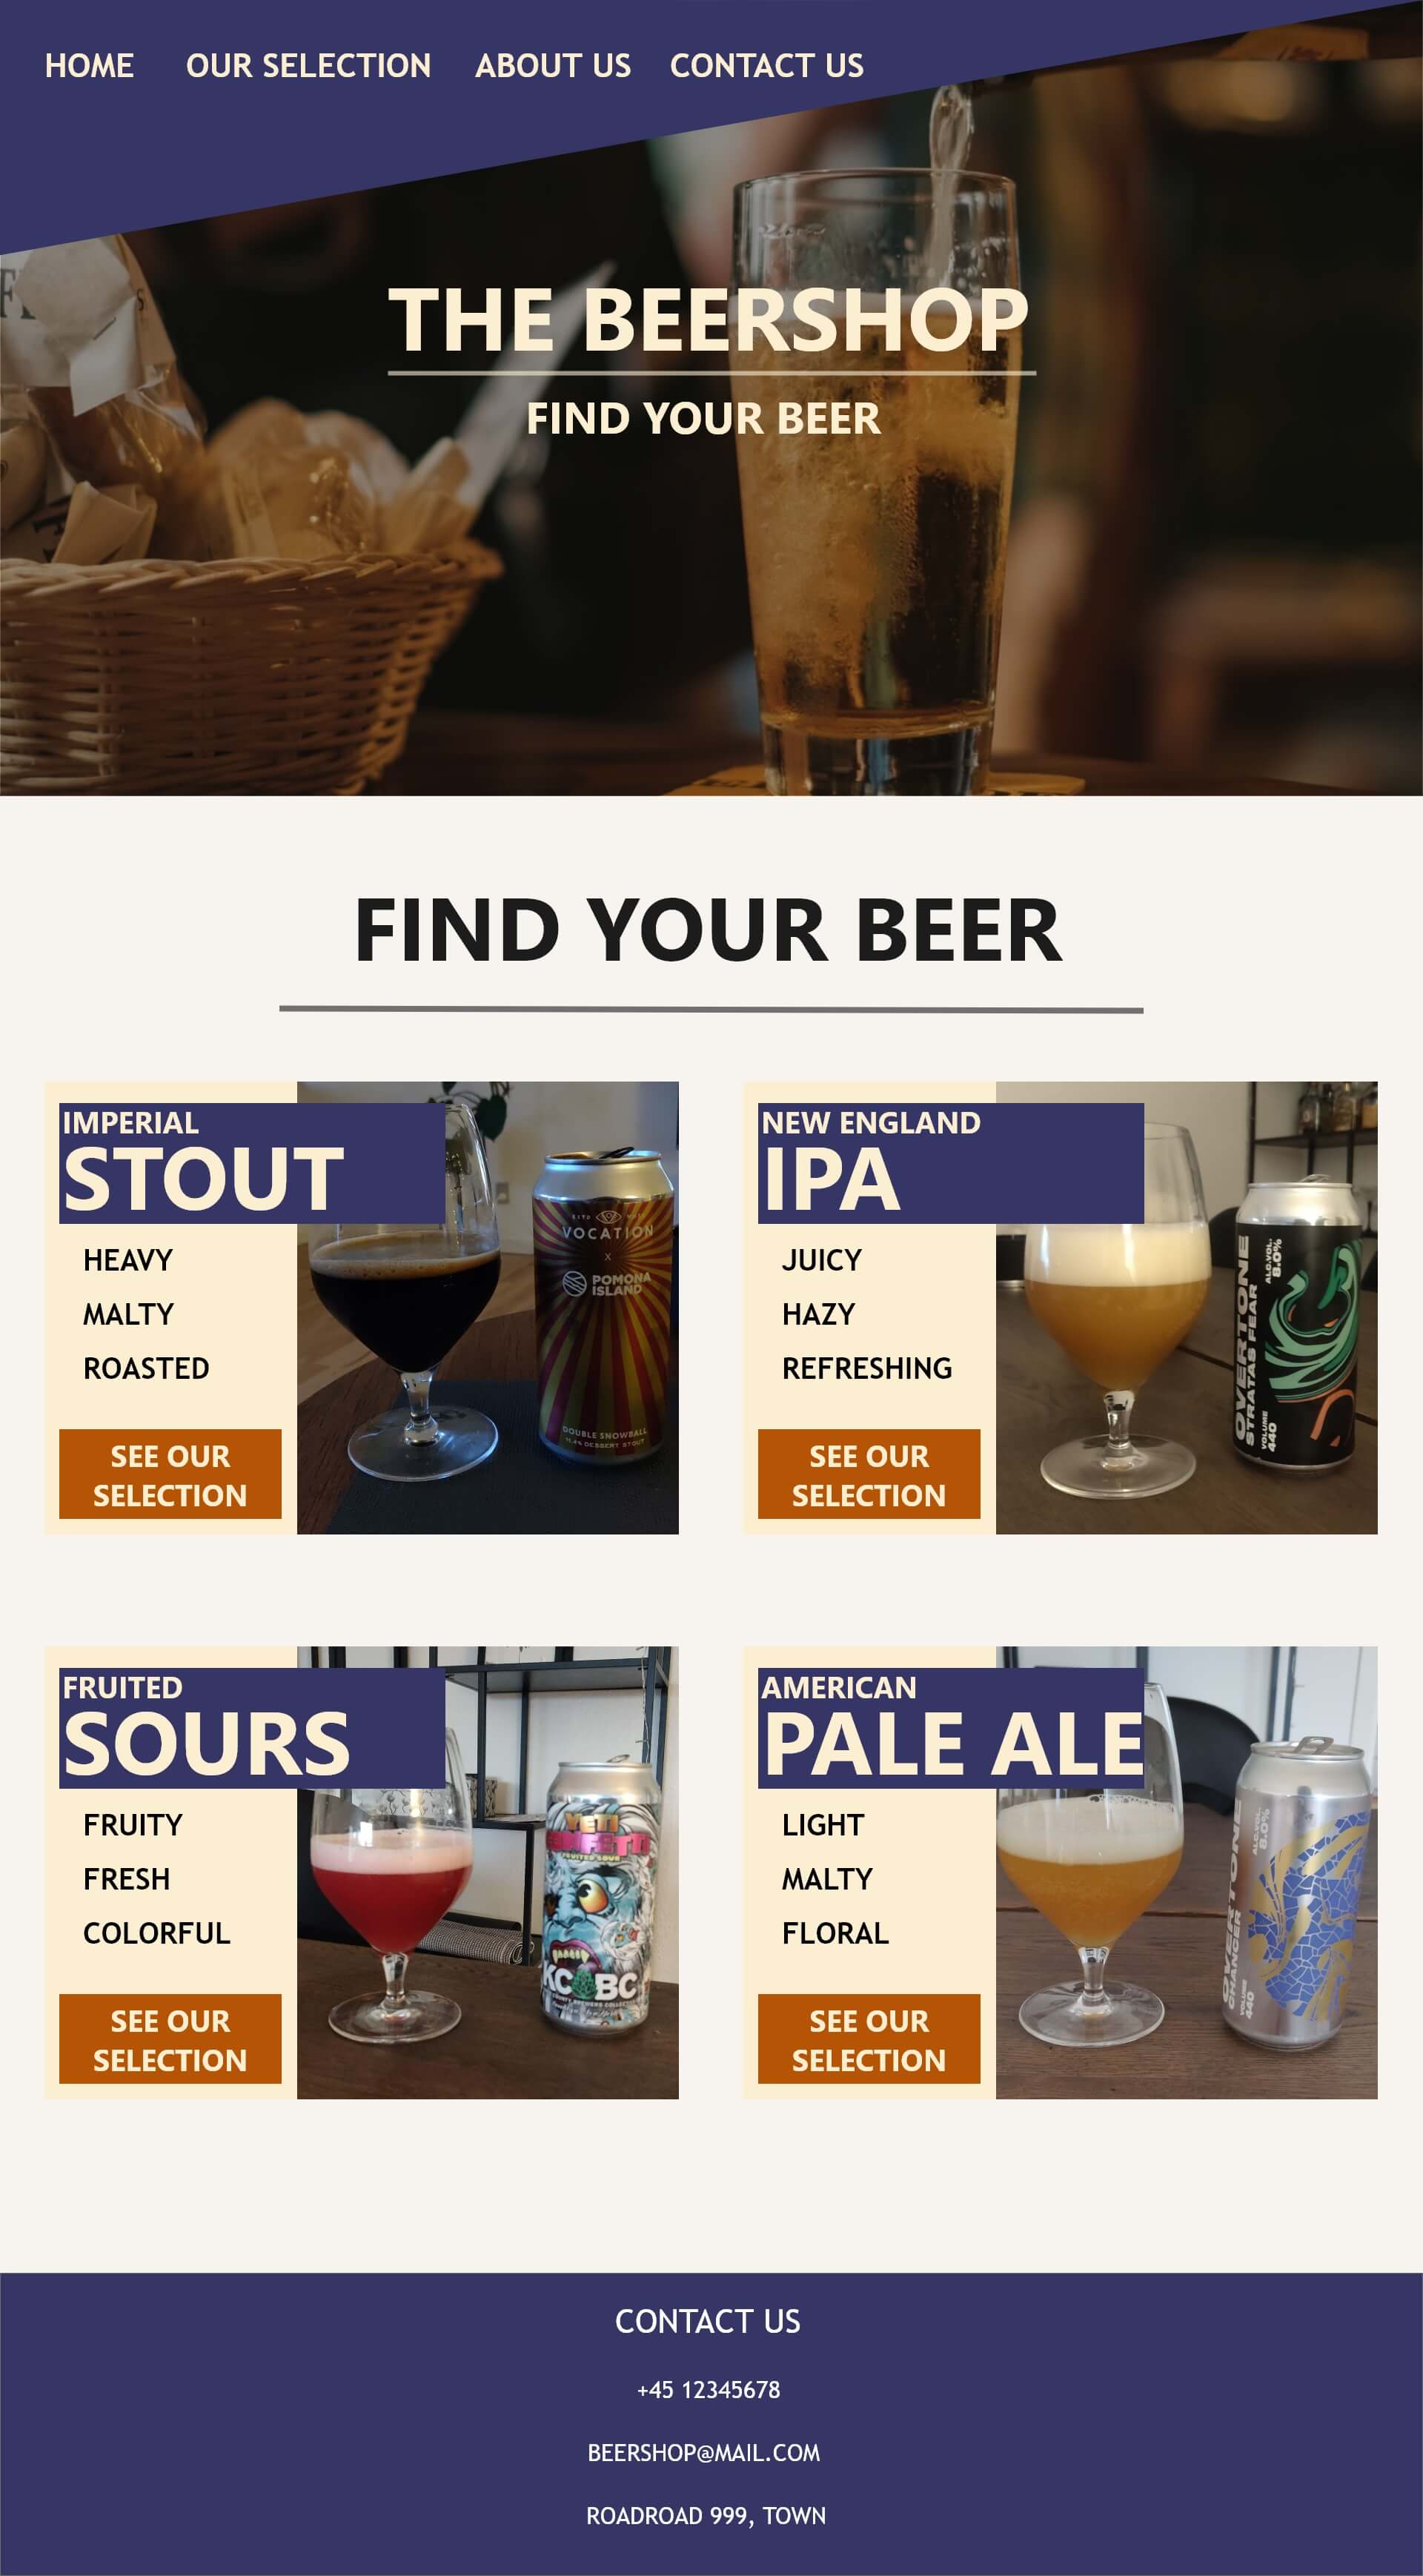 HOME OUR SELECTION ABOUT US CONTACT US
THE BEERSHOP
FIND YOUR BEER
FIND YOUR BEER
IMPERIAL
STOUT
HEAVY
MALTY
ROASTED
SEE OUR
SELECTION
VOCATION
X
POMONA
ISLAND
DOUBLE SNOWBALL
11.4% DESSERT STOUT
NEW ENGLAND
IPA
JUICY
HAZY
REFRESHING
SEE OUR
SELECTION
OVERTONE
STRATAS FEAR
ALC.VOL.
8.0%
VOLUME
440
FRUITED
SOURS
FRUITY
FRESH
COLORFUL
SEE OUR
SELECTION
YETI
FRUITED SOUR
KCBC
AMERICAN
PALE ALE
LIGHT
MALTY
FLORAL
SEE OUR
SELECTION
OVERTONE
CHANCER
ALC.VOL.
8.0%
VOLUME
440
CONTACT US
+45 12345678
BEERSHOP@MAIL.COM
ROADROAD 999, TOWN